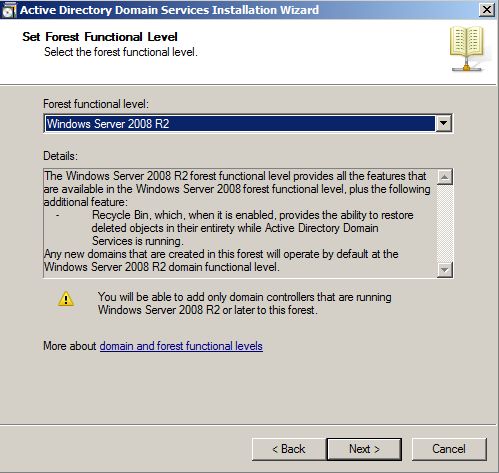 Active Directory Domain Services Installation Wizard
Set Forest Functional Level
Select the forest functional level.
Forest functional level:
Windows Server 2008 R2
Details:
The Windows Server 2008 R2 forest functional level provides all the features that
are available in the Windows Server 2008 forest functional level, plus the following
additional feature:
- Recycle Bin, which, when it is enabled, provides the ability to restore
deleted objects in their entirety while Active Directory Domain
Services is running.
Any new domains that are created in this forest will operate by default at the
Windows Server 2008 R2 domain functional level.
You will be able to add only domain controllers that are running
Windows Server 2008 R2 or later to this forest.
More about domain and forest functional levels
< Back
Next >
Cancel